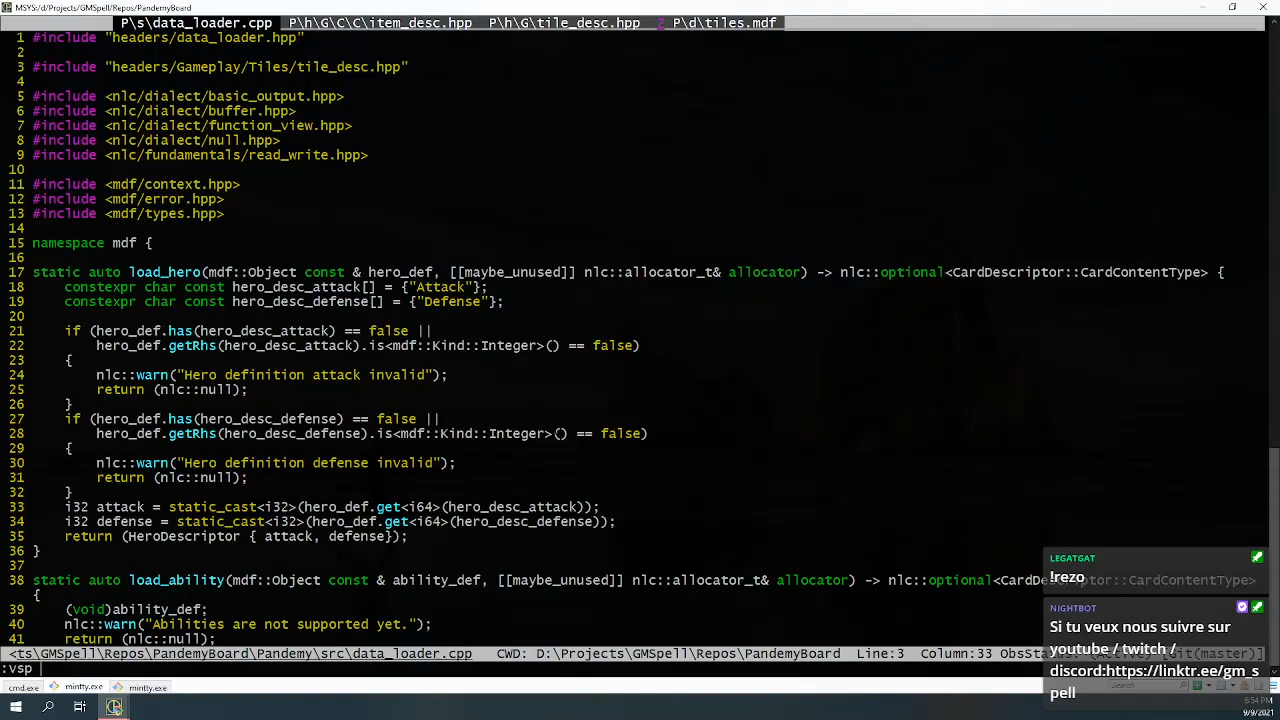 MSYS:/d/Projects/GMSpell/Repos/PandemyBoard
P\s\data_loader.cpp P\h\G\C\C\item_desc.hpp P\h\G\tile_desc.hpp 2 P\d\tiles.mdf
1 #include "headers/data_loader.hpp"
2
3 #include "headers/Gameplay/Tiles/tile_desc.hpp"
4
5 #include <nlc/dialect/basic_output.hpp>
6 #include <nlc/dialect/buffer.hpp>
7 #include <nlc/dialect/function_view.hpp>
8 #include <nlc/dialect/null.hpp>
9 #include <nlc/fundamentals/read_write.hpp>
10
11 #include <mdf/context.hpp>
12 #include <mdf/error.hpp>
13 #include <mdf/types.hpp>
14
15 namespace mdf {
16
17 static auto load_hero(mdf::Object const & hero_def, [[maybe_unused]] nlc::allocator_t& allocator) -> nlc::optional<CardDescriptor::CardContentType> {
18     constexpr char const hero_desc_attack[] = {"Attack"};
19     constexpr char const hero_desc_defense[] = {"Defense"};
20
21     if (hero_def.has(hero_desc_attack) == false ||
22         hero_def.getRhs(hero_desc_attack).is<mdf::Kind::Integer>() == false)
23     {
24         nlc::warn("Hero definition attack invalid");
25         return (nlc::null);
26     }
27     if (hero_def.has(hero_desc_defense) == false ||
28         hero_def.getRhs(hero_desc_defense).is<mdf::Kind::Integer>() == false)
29     {
30         nlc::warn("Hero definition defense invalid");
31         return (nlc::null);
32     }
33     i32 attack = static_cast<i32>(hero_def.get<i64>(hero_desc_attack));
34     i32 defense = static_cast<i32>(hero_def.get<i64>(hero_desc_defense));
35     return (HeroDescriptor { attack, defense});
36 }
37
38 static auto load_ability(mdf::Object const & ability_def, [[maybe_unused]] nlc::allocator_t& allocator) -> nlc::optional<CardDescriptor::CardContentType>
{
39     (void)ability_def;
40     nlc::warn("Abilities are not supported yet.");
41     return (nlc::null);
<ts\GMSpell\Repos\PandemyBoard\Pandemy\src\data_loader.cpp CWD: D:\Projects\GMSpell\Repos\PandemyBoard Line:3 Column:33 [Git(master)]
:vsp
LEGATGAT
!rezo
NIGHTBOT
Si tu veux nous suivre sur
youtube / twitch /
discord:https://linktr.ee/gm_s
pell
cmd.exe mintty.exe mintty.exe Search
6:54 PM
9/9/2021